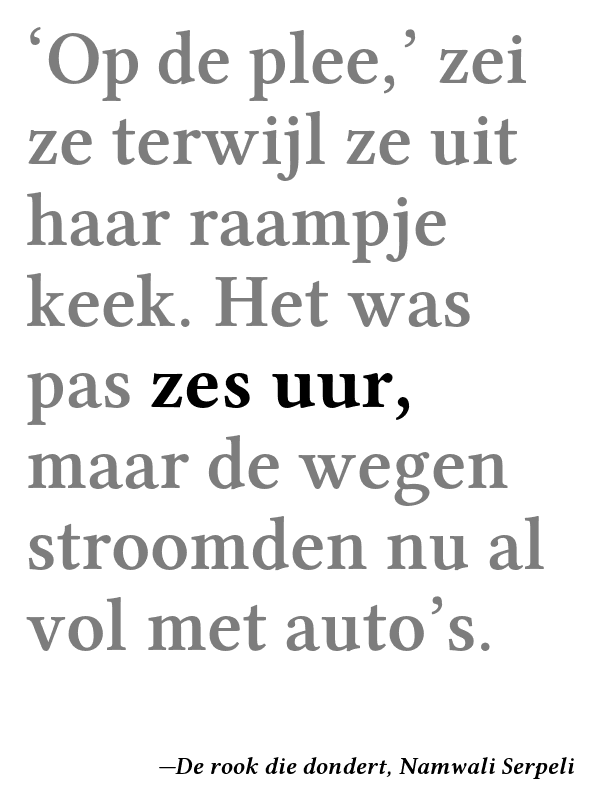 ‘Op de plee,’ zei
ze terwijl ze uit
haar raampje
keek. Het was
pas zes uur,
maar de wegen
stroomden nu al
vol met auto’s.
—De rook die dondert, Namwali Serpeli